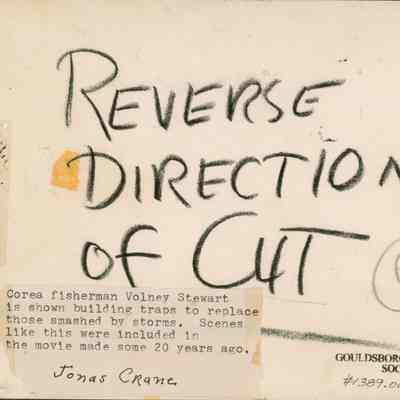 REVERSE
DIRECTION
of CUT
Corea fisherman Volney Stewart
is shown building traps to replace
those smashed by storms. Scenes
like this were included in
the movie made some 20 years ago.
Jonas Crane
GOULDSBOR
SOC
#1389.0